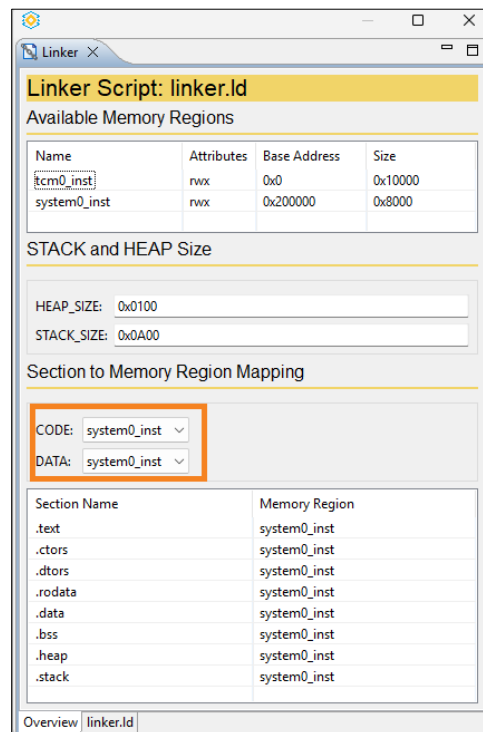 Linker
Linker Script: linker.ld
Available Memory Regions
Name Attributes Base Address Size
tcm0_inst rwx 0x0 0x10000
system0_inst rwx 0x200000 0x8000
STACK and HEAP Size
HEAP_SIZE: 0x0100
STACK_SIZE: 0x0A00
Section to Memory Region Mapping
CODE: system0_inst
DATA: system0_inst
Section Name Memory Region
.text system0_inst
.ctors system0_inst
.dtors system0_inst
.rodata system0_inst
.data system0_inst
.bss system0_inst
.heap system0_inst
.stack system0_inst
Overview linker.ld